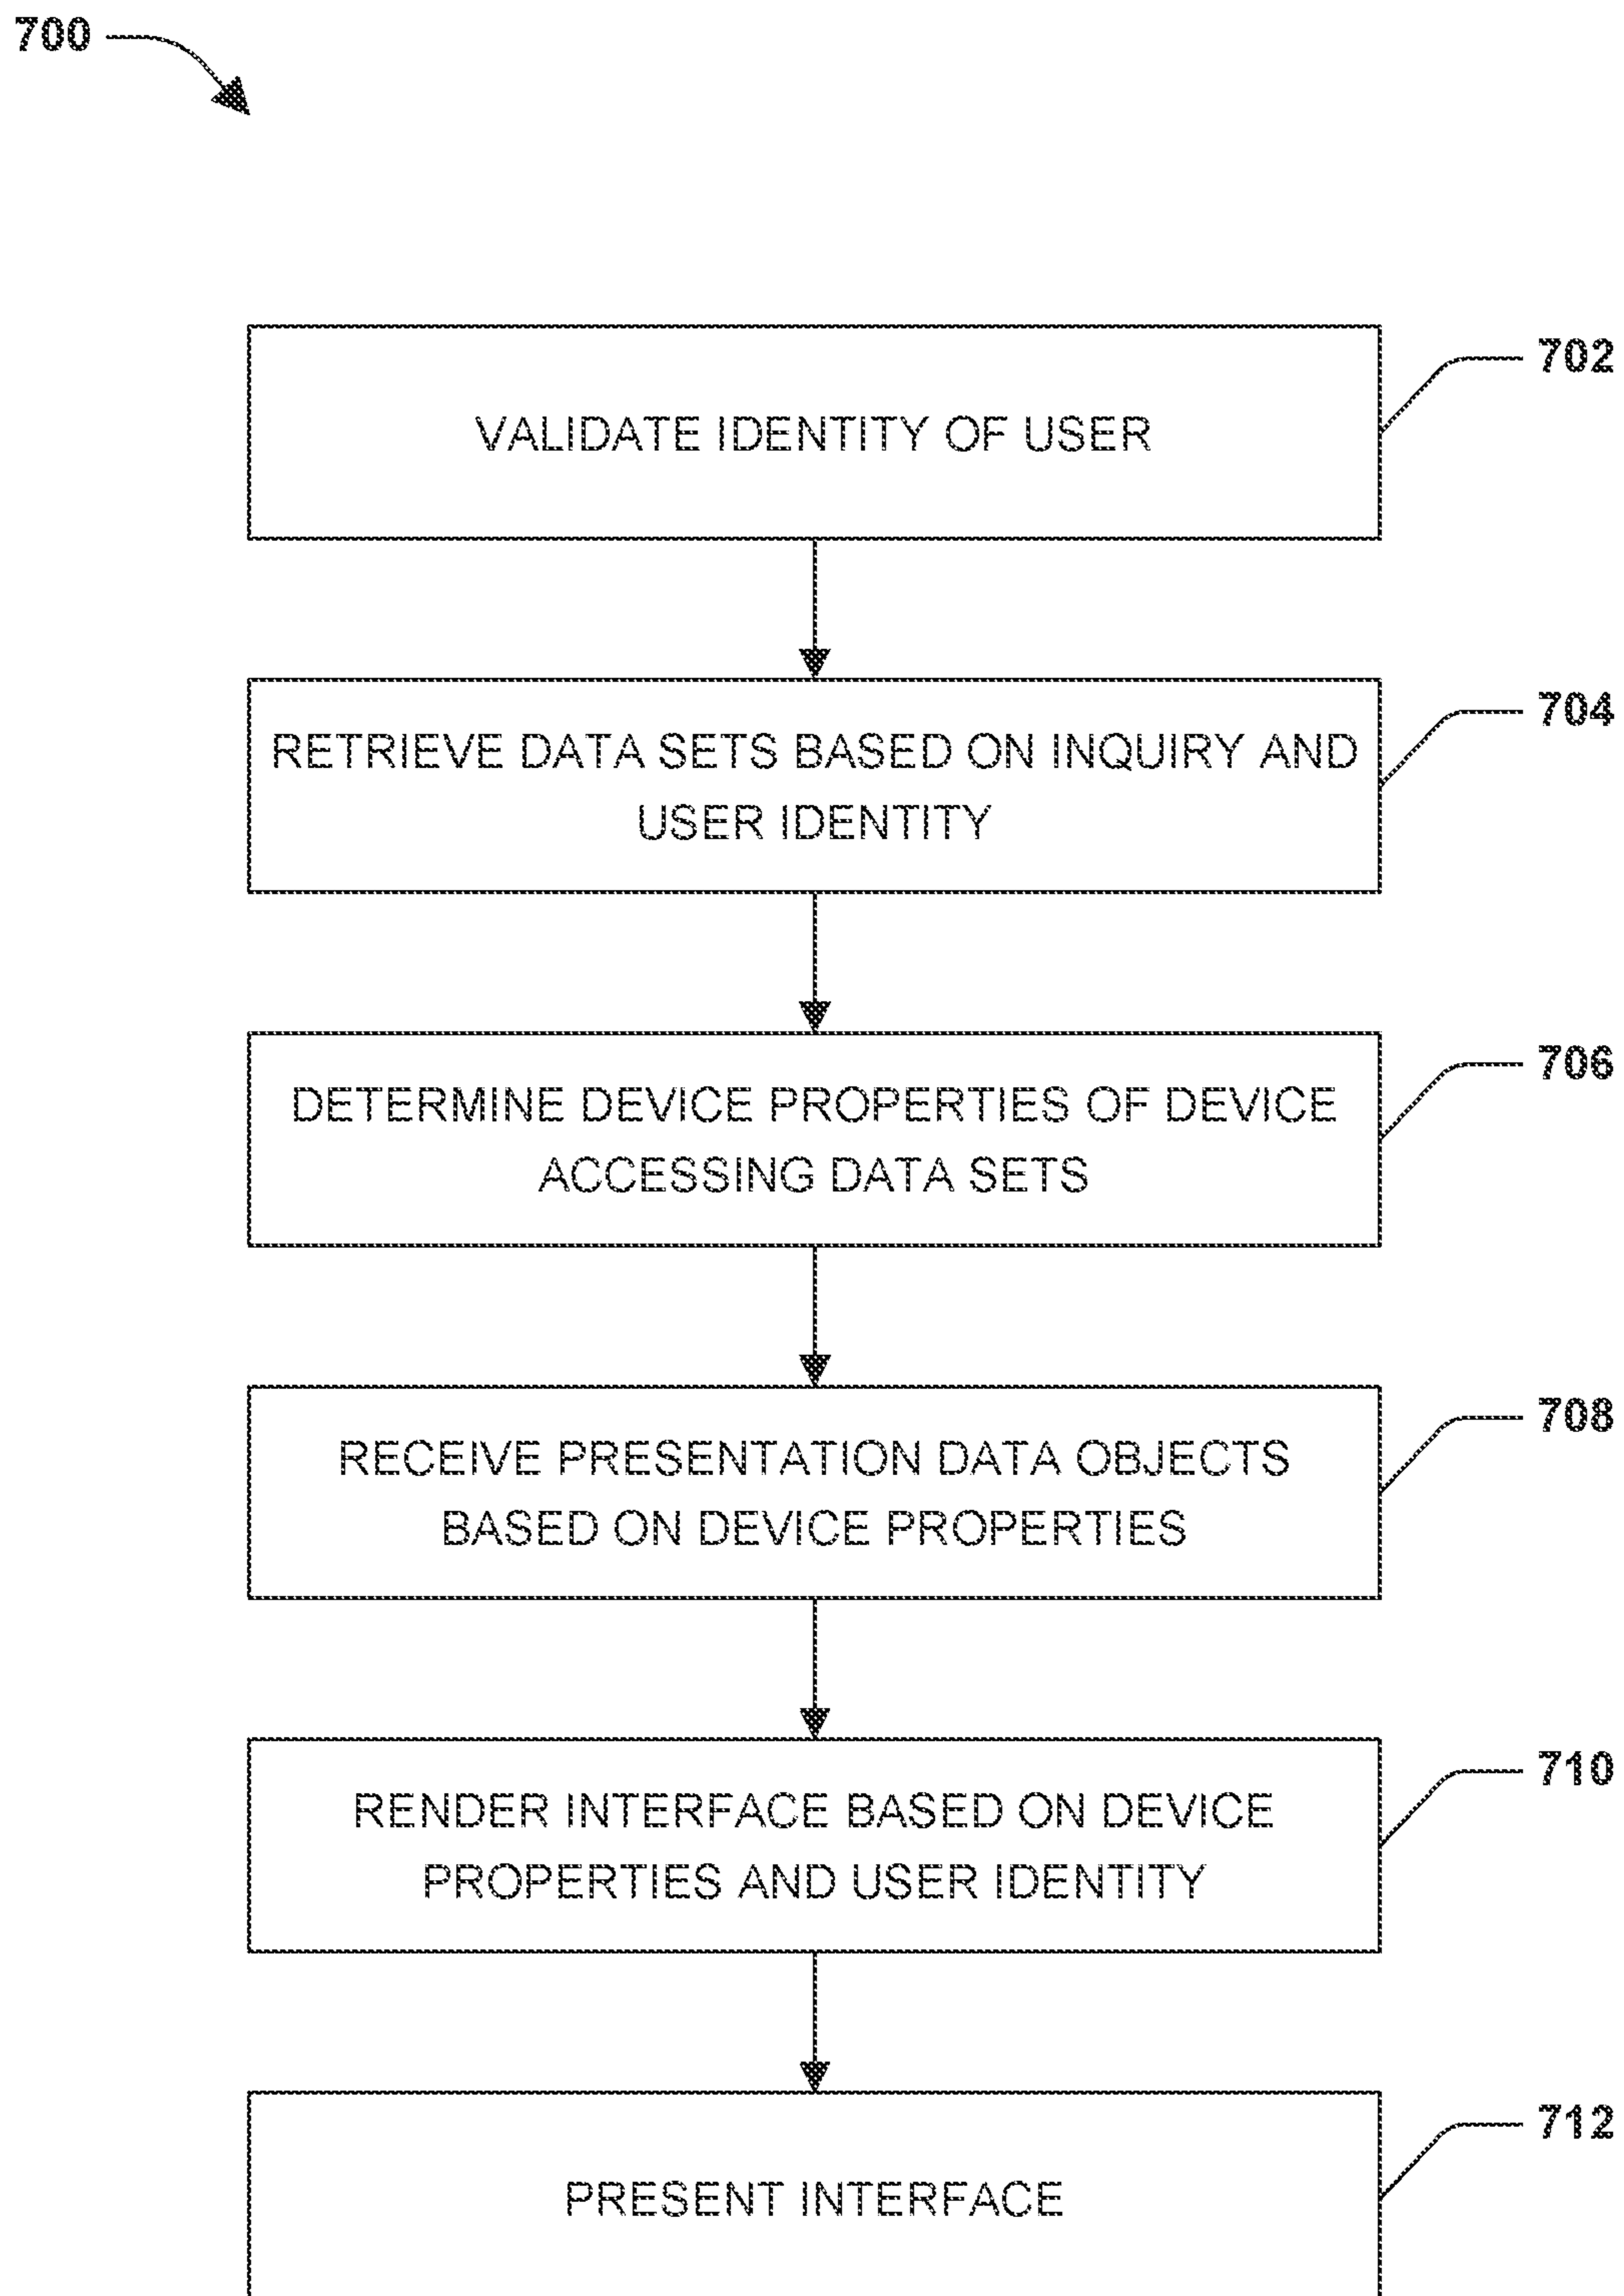 700
VALIDATE IDENTITY OF USER
702
RETRIEVE DATA SETS BASED ON INQUIRY AND
USER IDENTITY
704
DETERMINE DEVICE PROPERTIES OF DEVICE
ACCESSING DATA SETS
706
RECEIVE PRESENTATION DATA OBJECTS
BASED ON DEVICE PROPERTIES
708
RENDER INTERFACE BASED ON DEVICE
PROPERTIES AND USER IDENTITY
710
PRESENT INTERFACE
712